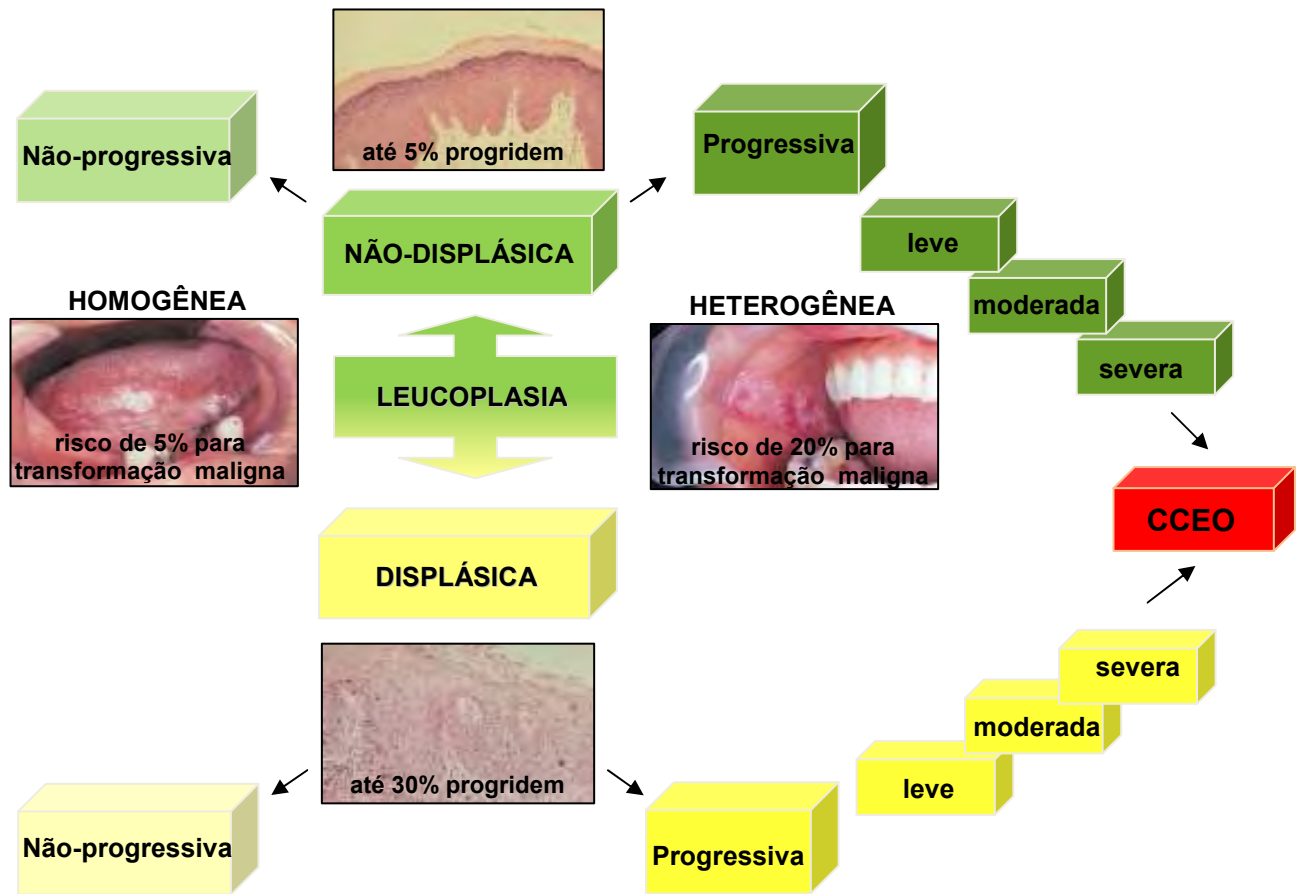 até 5% progridem
Não-progressiva
Progressiva
NÃO-DISPLÁSICA
leve
moderada
severa
HOMOGÊNEA
HETEROGÊNEA
LEUCOPLASIA
risco de 5% para
transformação maligna
risco de 20% para
transformação maligna
CCEO
DISPLÁSICA
severa
moderada
leve
até 30% progridem
Não-progressiva
Progressiva